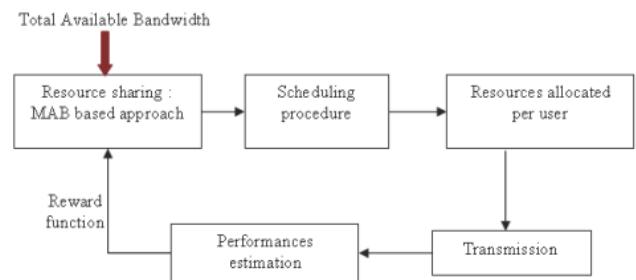 Total Available Bandwidth
Resource sharing :
MAB based approach
Scheduling
procedure
Resources allocated
per user
Reward
function
Performances
estimation
Transmission